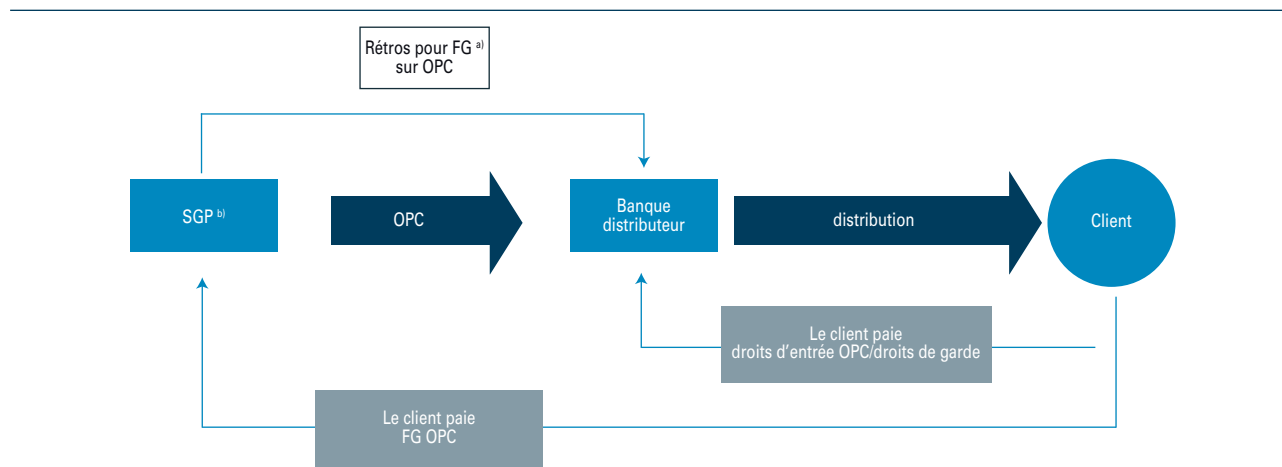 Rétros pour FG a)
sur OPC
SGP b)
OPC
Banque
distributeur
distribution
Client
Le client paie
droits d'entrée OPC/droits de garde
Le client paie
FG OPC